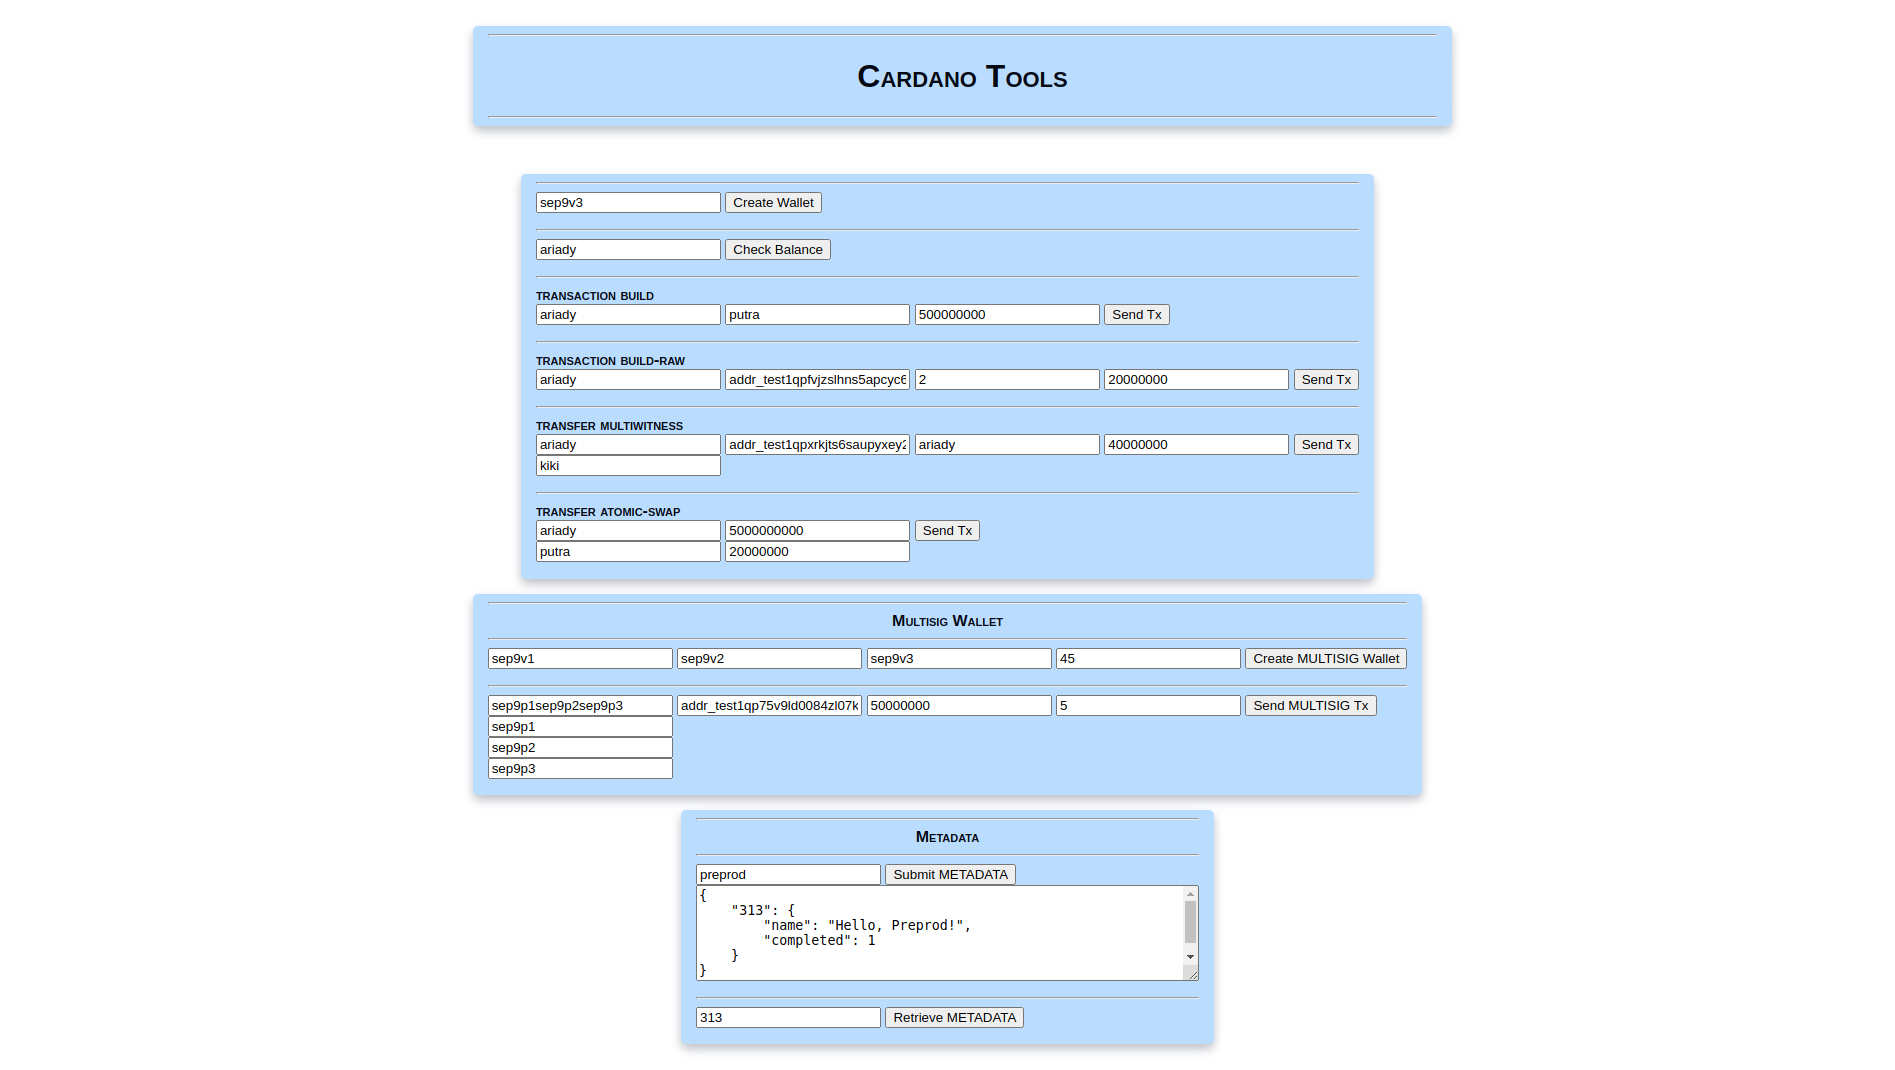 Cardano Tools
sep9v3 Create Wallet
ariady Check Balance
transaction build
ariady putra 500000000 Send Tx
transaction build-raw
ariady addr_test1qpfvjzslhns5apcyc6 2 20000000 Send Tx
transfer multiwitness
ariady addr_test1qpxrkjts6saupyxey2 ariady 40000000 Send Tx
kiki
transfer atomic-swap
ariady 5000000000 Send Tx
putra 20000000
Multisig Wallet
sep9v1 sep9v2 sep9v3 45 Create MULTISIG Wallet
sep9p1sep9p2sep9p3 addr_test1qp75v9ld0084zl07k 50000000 5 Send MULTISIG Tx
sep9p1
sep9p2
sep9p3
Metadata
preprod Submit METADATA
{
"313": {
"name": "Hello, Preprod!",
"completed": 1
}
}
313 Retrieve METADATA